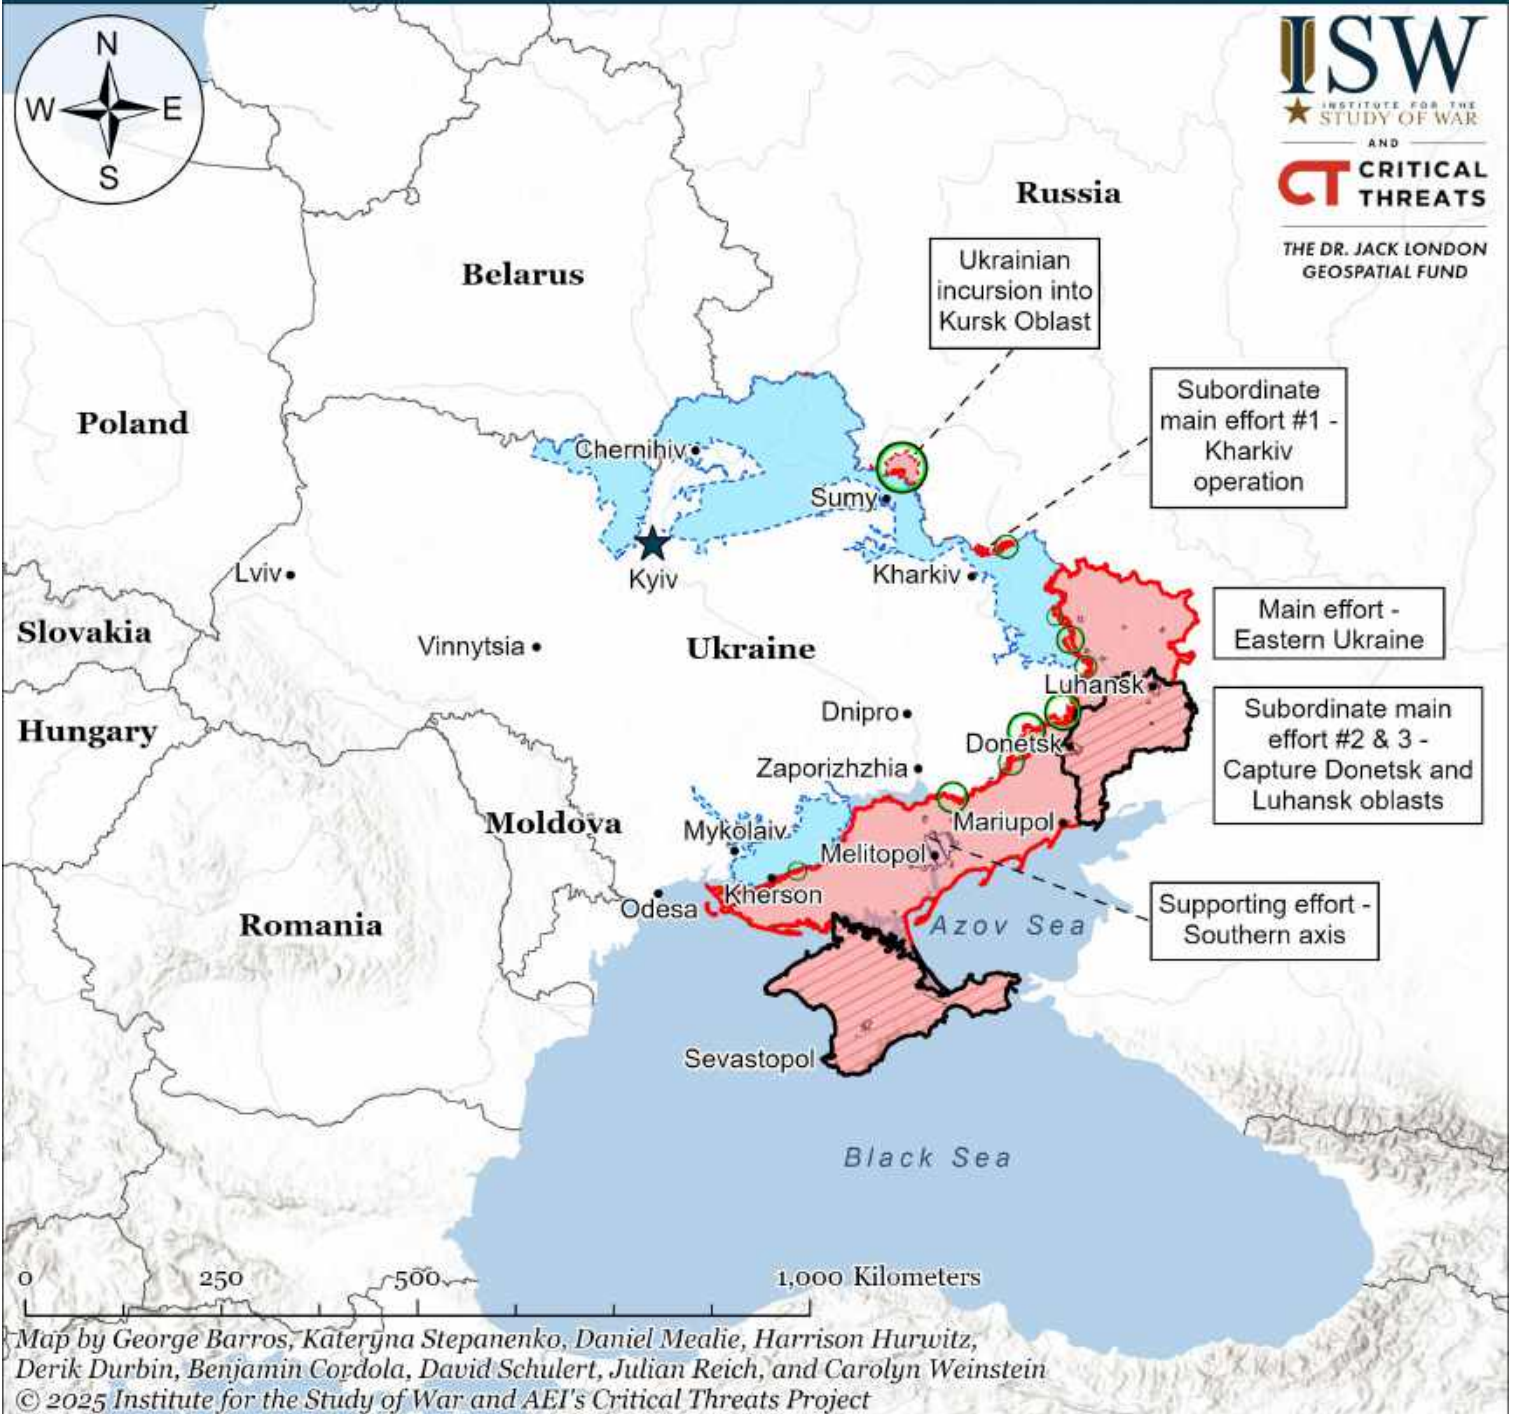 N
W
E
S
ISW
INSTITUTE FOR THE
STUDY OF WAR
AND
CT CRITICAL
THREATS
THE DR. JACK LONDON
GEOSPATIAL FUND
Russia
Ukrainian
incursion into
Kursk Oblast
Belarus
Subordinate
main effort #1 -
Kharkiv
operation
Poland
Chernihiv
Sumy
Kyiv
Kharkiv
Lviv
Slovakia
Vinnytsia
Ukraine
Main effort -
Eastern Ukraine
Luhansk
Subordinate main
effort #2 & 3 -
Capture Donetsk and
Luhansk oblasts
Hungary
Dnipro
Donetsk
Zaporizhzhia
Moldova
Mykolaiv
Mariupol
Melitopol
Kherson
Odesa
Romania
Azov Sea
Supporting effort -
Southern axis
Sevastopol
Black Sea
0 250 500 1,000 Kilometers
Map by George Barros, Kateryna Stepanenko, Daniel Mealie, Harrison Hurwitz,
Derik Durbin, Benjamin Cordola, David Schulert, Julian Reich, and Carolyn Weinstein
© 2025 Institute for the Study of War and AEI's Critical Threats Project